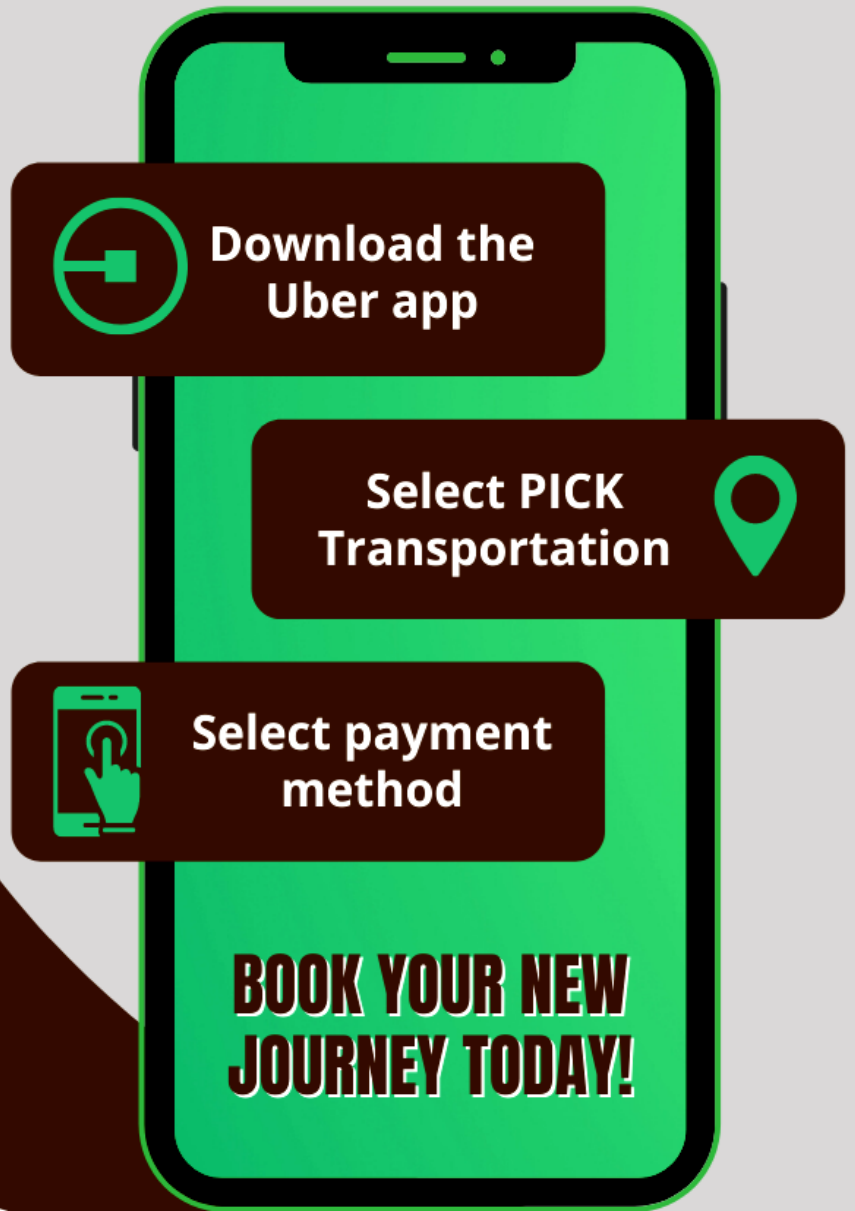 Download the
Uber app
Select PICK
Transportation
Select payment
method
BOOK YOUR NEW
JOURNEY TODAY!